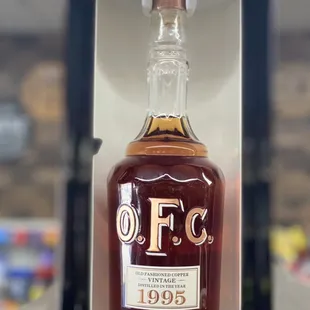 O.F.C.
OLD FASHIONED COPPER
VINTAGE
DISTILLED IN THE YEAR
1995